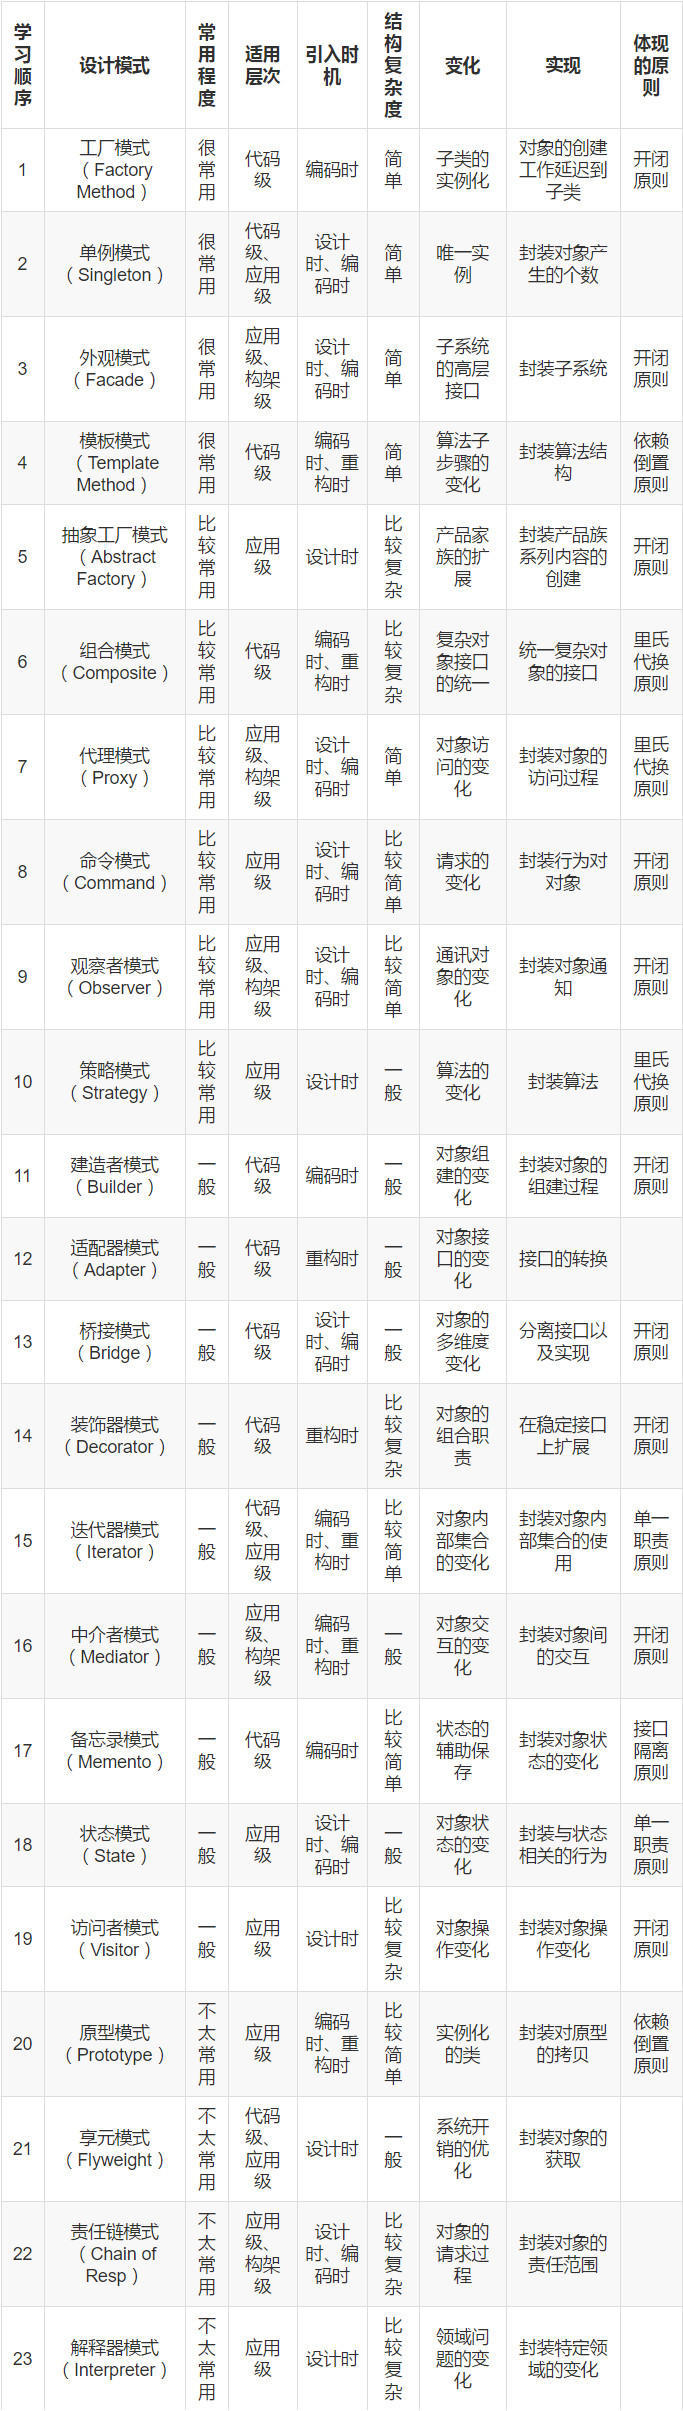 学习顺序 设计模式 常用程度 适用层次 引入时机 结构复杂度 变化 实现 体现的原则
1 工厂模式（Factory Method） 很常用 代码级 编码时 简单 子类的实例化 对象的创建工作延迟到子类 开闭原则
2 单例模式（Singleton） 很常用 代码级、应用级 设计时、编码时 简单 唯一实例 封装对象产生的个数
3 外观模式（Facade） 很常用 应用级、构架级 设计时、编码时 简单 子系统的高层接口 封装子系统 开闭原则
4 模板模式（Template Method） 很常用 代码级 编码时、重构时 简单 算法子步骤的变化 封装算法结构 依赖倒置原则
5 抽象工厂模式（Abstract Factory） 比较常用 应用级 设计时 比较复杂 产品家族的扩展 封装产品族系列内容的创建 开闭原则
6 组合模式（Composite） 比较常用 代码级 编码时、重构时 比较复杂 复杂对象接口的统一 统一复杂对象的接口 里氏代换原则
7 代理模式（Proxy） 比较常用 应用级、构架级 设计时、编码时 简单 对象访问的变化 封装对象的访问过程 里氏代换原则
8 命令模式（Command） 比较常用 应用级 设计时、编码时 比较简单 请求的变化 封装行为对对象 开闭原则
9 观察者模式（Observer） 比较常用 应用级、构架级 设计时、编码时 比较简单 通讯对象的变化 封装对象通知 开闭原则
10 策略模式（Strategy） 比较常用 应用级 设计时 一般 算法的变化 封装算法 里氏代换原则
11 建造者模式（Builder） 一般 代码级 编码时 一般 对象组建的变化 封装对象的组建过程 开闭原则
12 适配器模式（Adapter） 一般 代码级 重构时 一般 对象接口的变化 接口的转换
13 桥接模式（Bridge） 一般 代码级 设计时、编码时 一般 对象的多维度变化 分离接口以及实现 开闭原则
14 装饰器模式（Decorator） 一般 代码级 重构时 比较复杂 对象的组合职责 在稳定接口上扩展 开闭原则
15 迭代器模式（Iterator） 一般 代码级、应用级 编码时、重构时 比较简单 对象内部集合的变化 封装对象内部集合的使用 单一职责原则
16 中介者模式（Mediator） 一般 应用级、构架级 编码时、重构时 一般 对象交互的变化 封装对象间的交互 开闭原则
17 备忘录模式（Memento） 一般 代码级 编码时 比较简单 状态的辅助保存 封装对象状态的变化 接口隔离原则
18 状态模式（State） 一般 应用级 设计时、编码时 一般 对象状态的变化 封装与状态相关的行为 单一职责原则
19 访问者模式（Visitor） 一般 应用级 设计时 比较复杂 对象操作变化 封装对象操作变化 开闭原则
20 原型模式（Prototype） 不太常用 应用级 编码时、重构时 比较简单 实例化的类 封装对原型的拷贝 依赖倒置原则
21 享元模式（Flyweight） 不太常用 代码级、应用级 设计时 一般 系统开销的优化 封装对象的获取
22 责任链模式（Chain of Resp） 不太常用 应用级、构架级 设计时、编码时 比较复杂 对象的请求过程 封装对象的责任范围
23 解释器模式（Interpreter） 不太常用 应用级 设计时 比较复杂 领域问题的变化 封装特定领域的变化